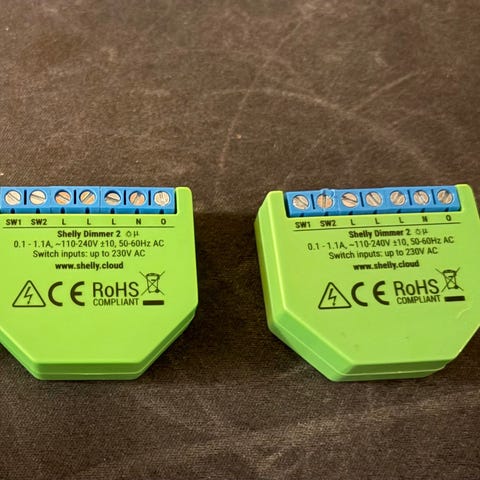 SW1 SW2 L L L N O
Shelly Dimmer 2 μ
0.1 - 1.1A, ~110-240V ±10, 50-60Hz AC
Switch inputs: up to 230V AC
www.shelly.cloud
CE RoHS
COMPLIANT
SW1 SW2 L L L N O
Shelly Dimmer 2 μ
0.1 - 1.1A, ~110-240V ±10, 50-60Hz AC
Switch inputs: up to 230V AC
www.shelly.cloud
CE RoHS
COMPLIANT